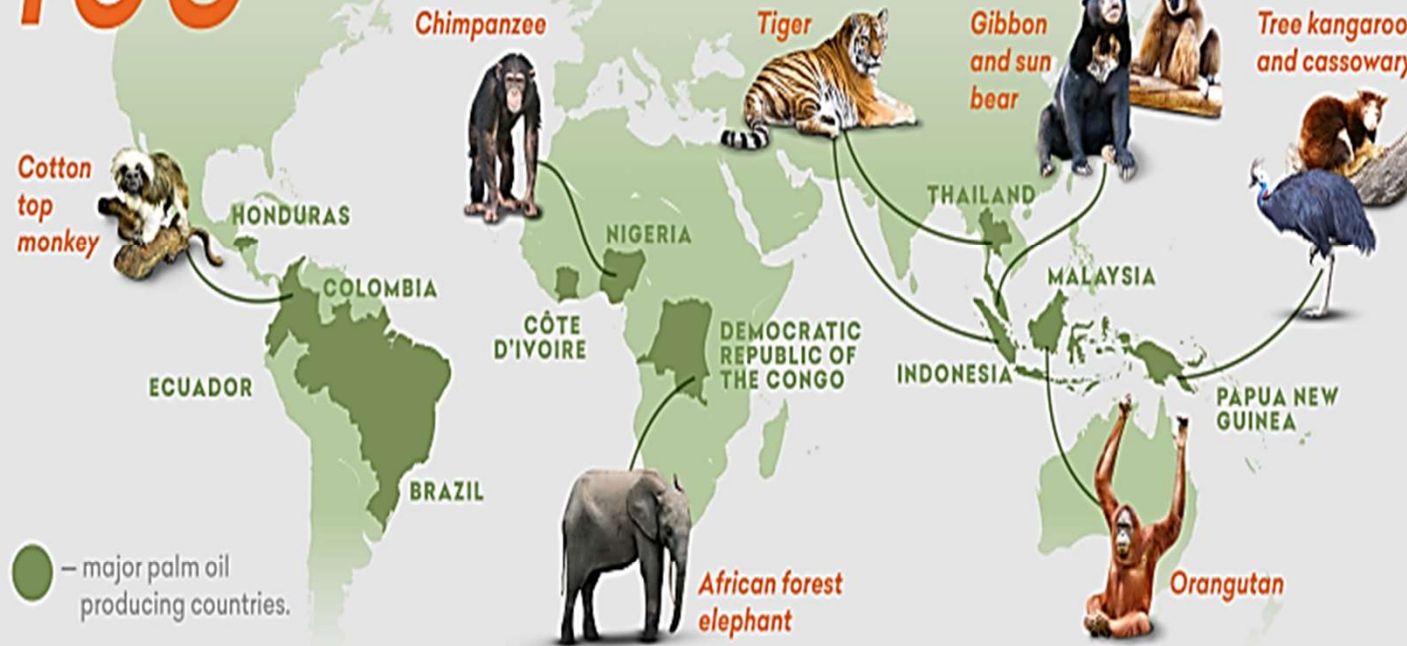 100
Chimpanzee
Tiger
Gibbon
and sun
bear
Tree kangaroo
and cassowary
Cotton
top
monkey
HONDURAS
COLOMBIA
ECUADOR
BRAZIL
NIGERIA
CÔTE
D'IVOIRE
DEMOCRATIC
REPUBLIC OF
THE CONGO
THAILAND
MALAYSIA
INDONESIA
PAPUA NEW
GUINEA
— major palm oil
producing countries.
African forest
elephant
Orangutan